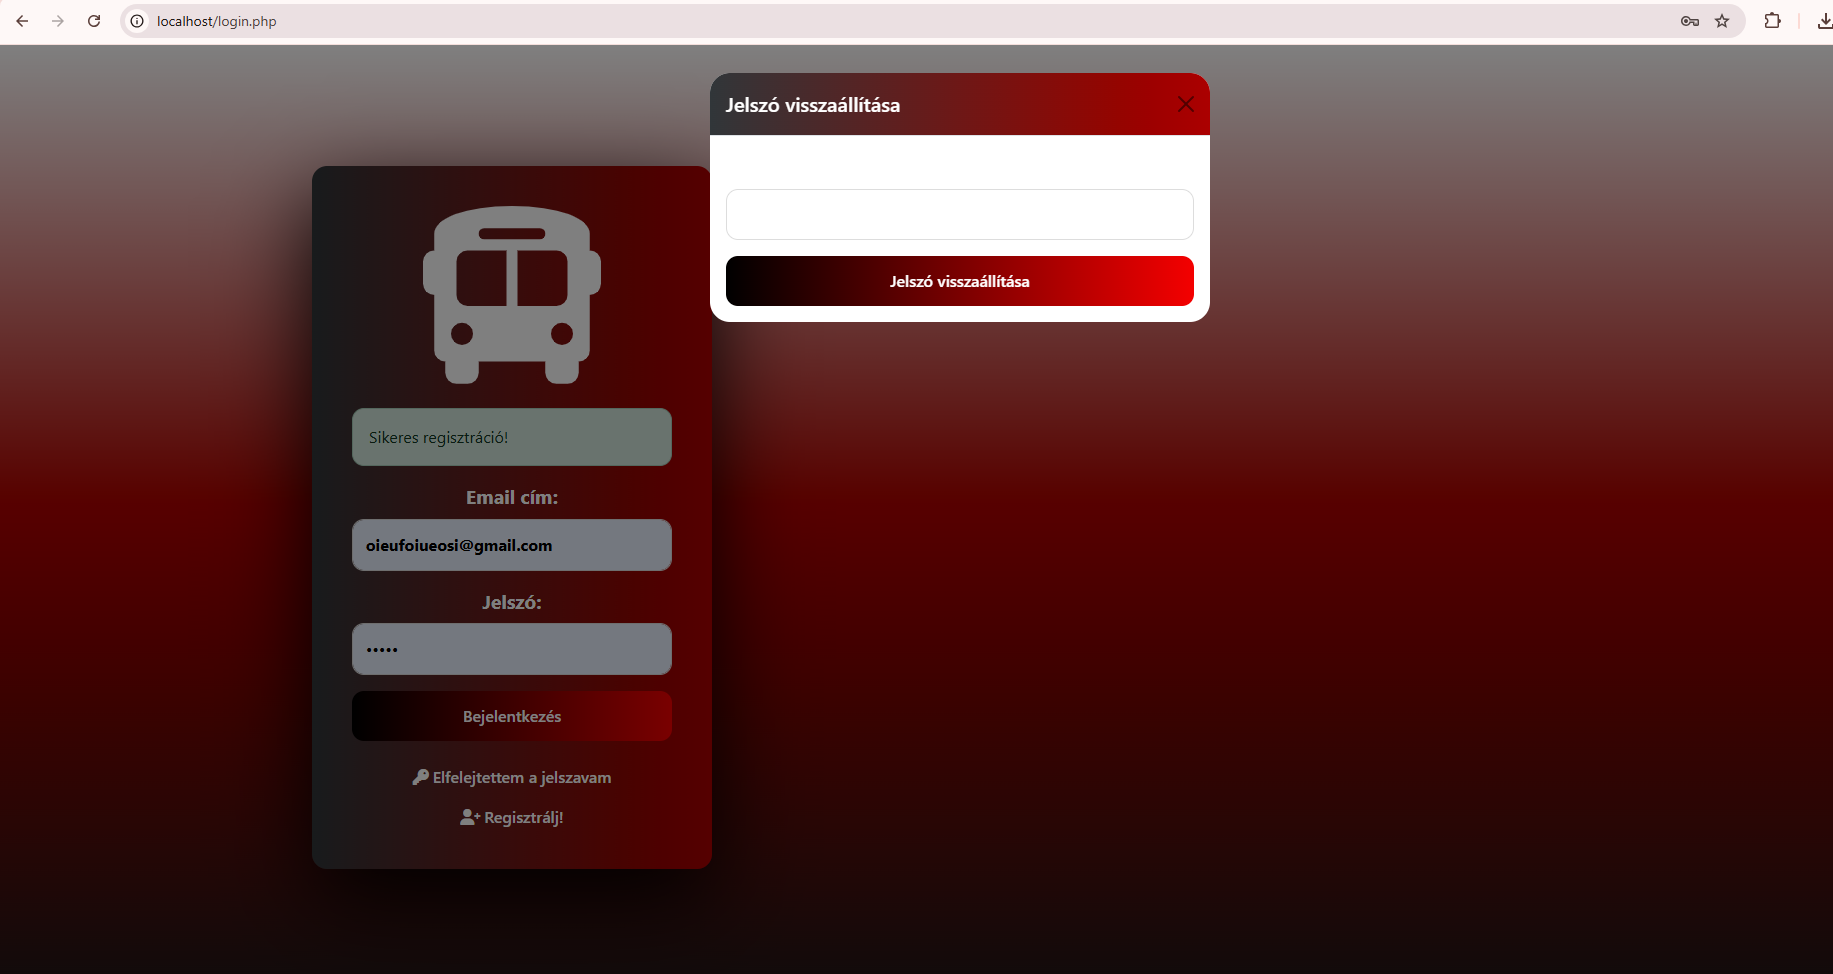 localhost/login.php
Jelszó visszaállítása
Jelszó visszaállítása
Sikeres regisztráció!
Email cím:
oieufoiueosi@gmail.com
Jelszó:
•••••
Bejelentkezés
Elfelejtettem a jelszavam
Regisztrálj!